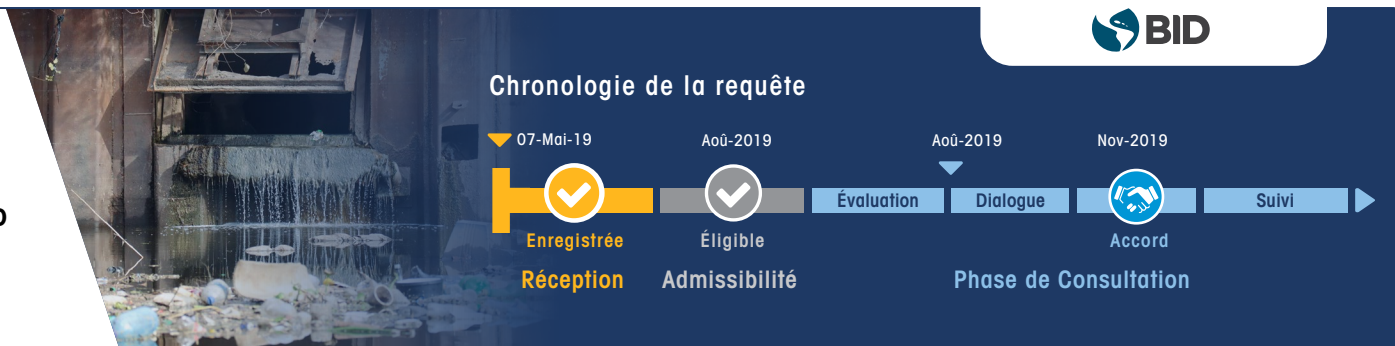 BID
Chronologie de la requête
07-Mai-19
Aoû-2019
Aoû-2019
Nov-2019
Évaluation
Dialogue
Suivi
Enregistrée
Éligible
Accord
Réception
Admissibilité
Phase de Consultation